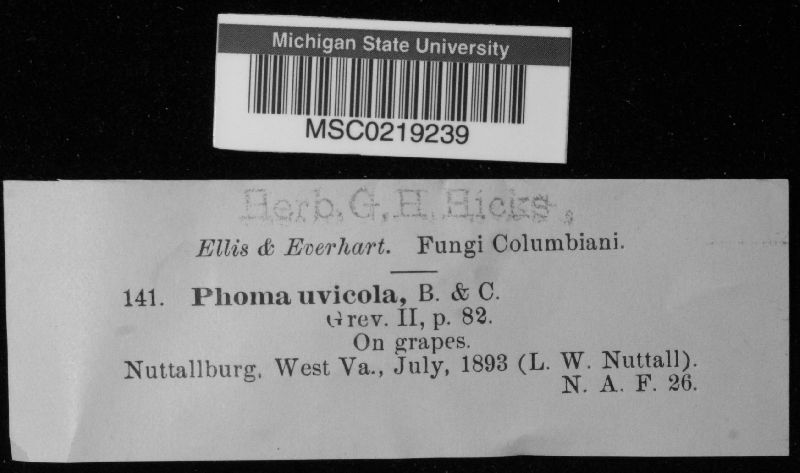 Michigan State University
MSC0219239
Herb. G. H. Hicks.
Ellis & Everhart. Fungi Columbiani.
141. Phoma uvicola, B. & C.
Grev. II, p. 82.
On grapes.
Nuttallburg, West Va., July, 1893 (L. W. Nuttall).
N. A. F. 26.